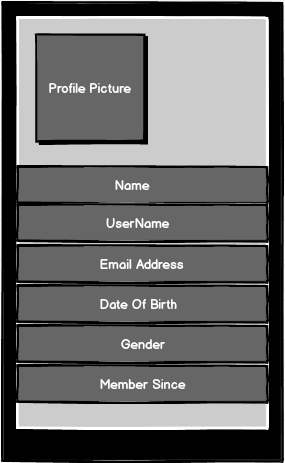 Profile Picture
Name
UserName
Email Address
Date Of Birth
Gender
Member Since